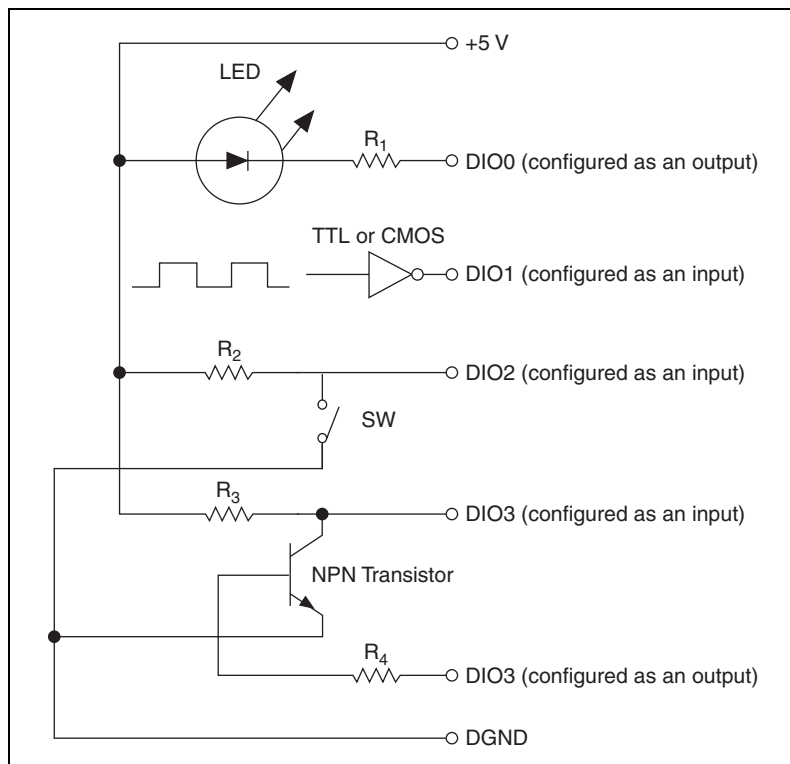 +5 V
LED
R1
DIO0 (configured as an output)
TTL or CMOS
DIO1 (configured as an input)
R2
DIO2 (configured as an input)
SW
R3
DIO3 (configured as an input)
NPN Transistor
R4
DIO3 (configured as an output)
DGND